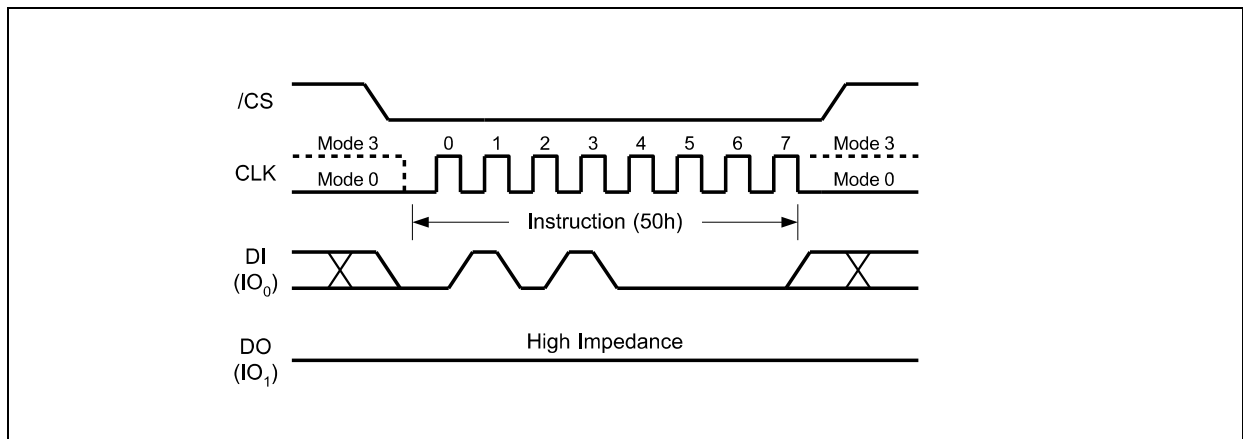 /CS
Mode 3 0 1 2 3 4 5 6 7 Mode 3
CLK
Mode 0 Mode 0
Instruction (50h)
DI
(IO₀)
High Impedance
DO
(IO₁)